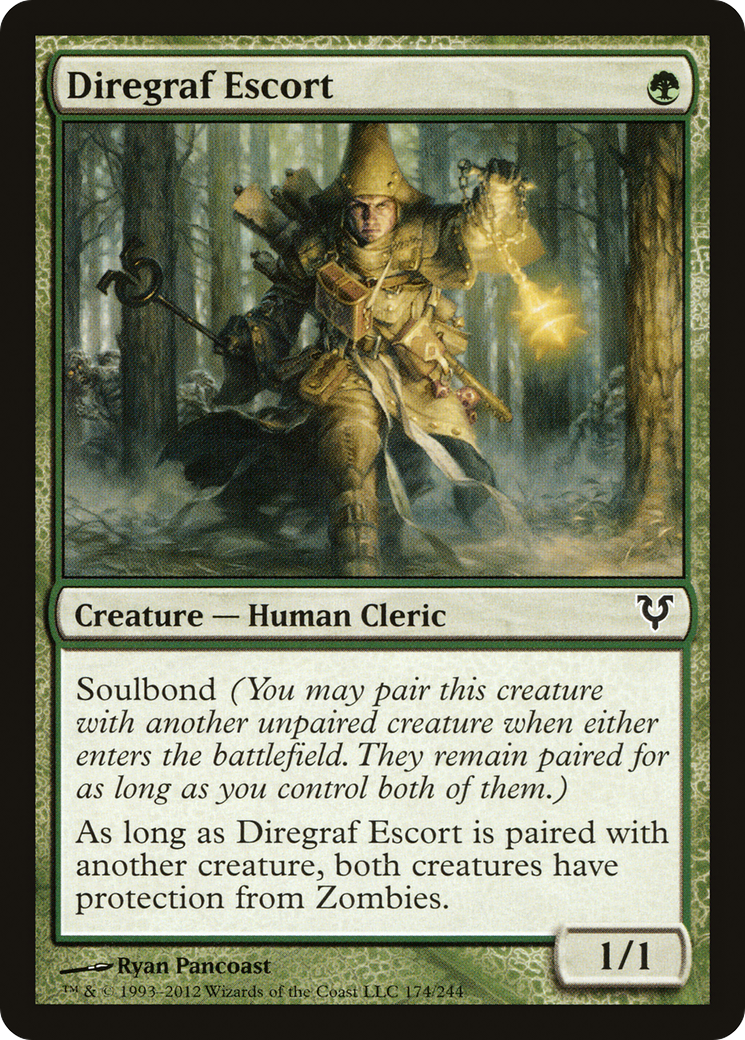 Diregraf Escort
Creature — Human Cleric
Soulbond (You may pair this creature
with another unpaired creature when either
enters the battlefield. They remain paired for
as long as you control both of them.)
As long as Diregraf Escort is paired with
another creature, both creatures have
protection from Zombies.
1/1
Ryan Pancoast
™ & © 1993–2012 Wizards of the Coast LLC 174/244